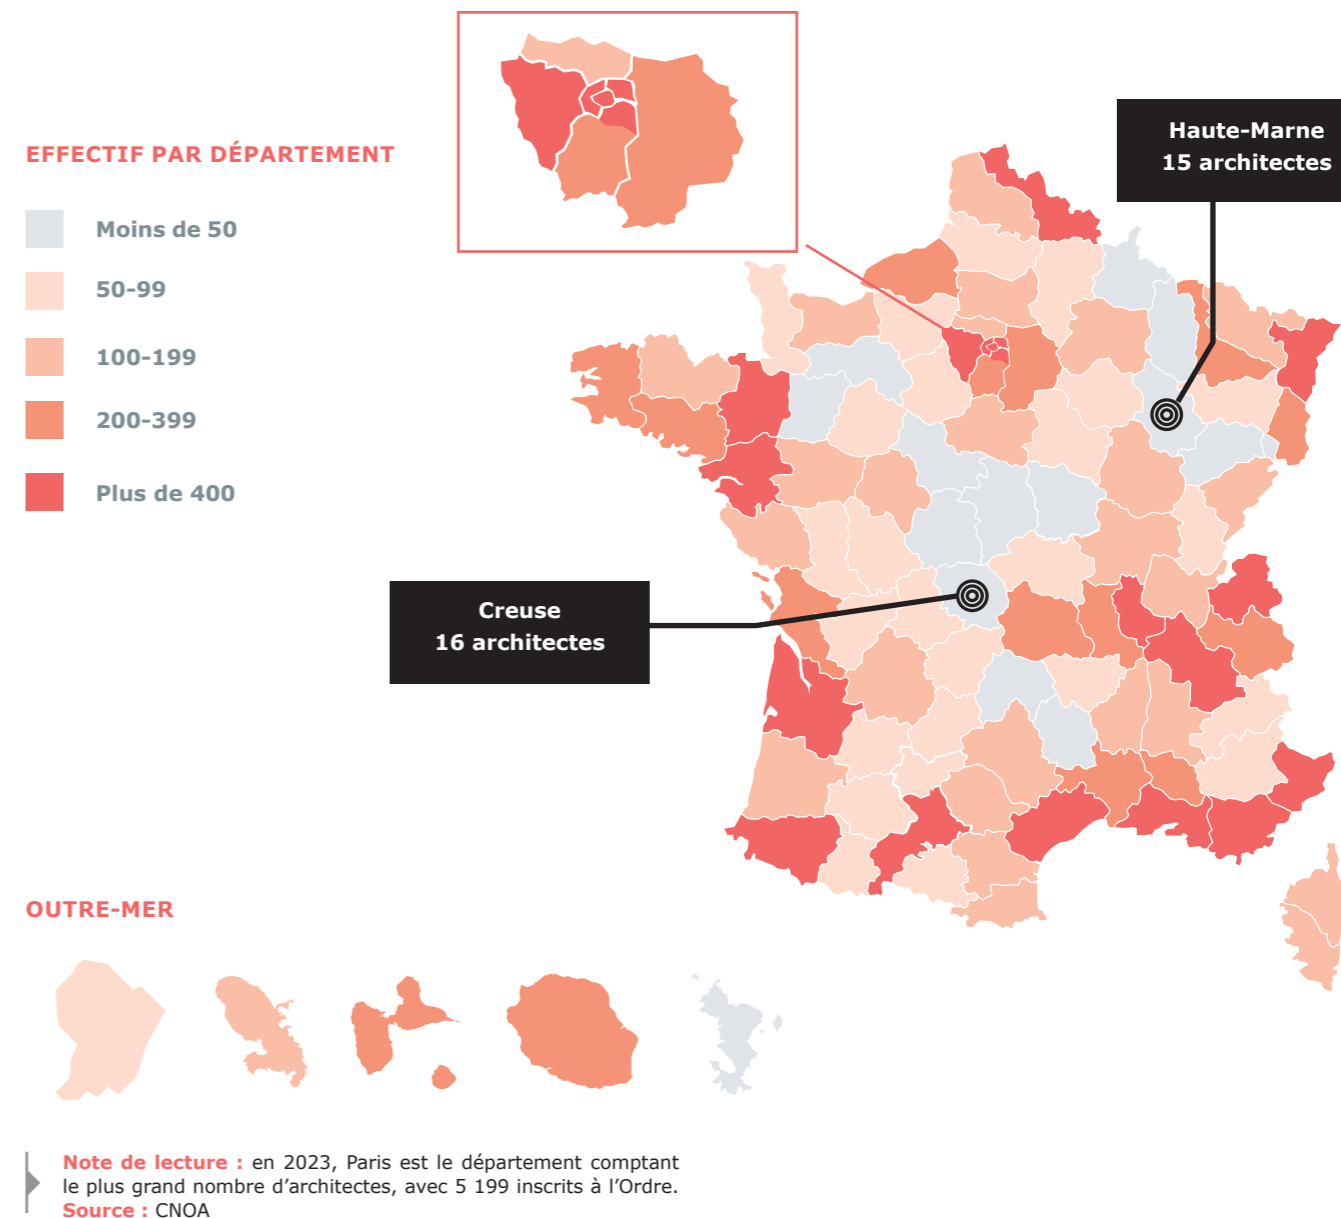 Haute-Marne
15 architectes
EFFECTIF PAR DÉPARTEMENT
Moins de 50
50-99
100-199
200-399
Plus de 400
Creuse
16 architectes
OUTRE-MER
Note de lecture : en 2023, Paris est le département comptant
le plus grand nombre d’architectes, avec 5 199 inscrits à l’Ordre.
Source : CNOA